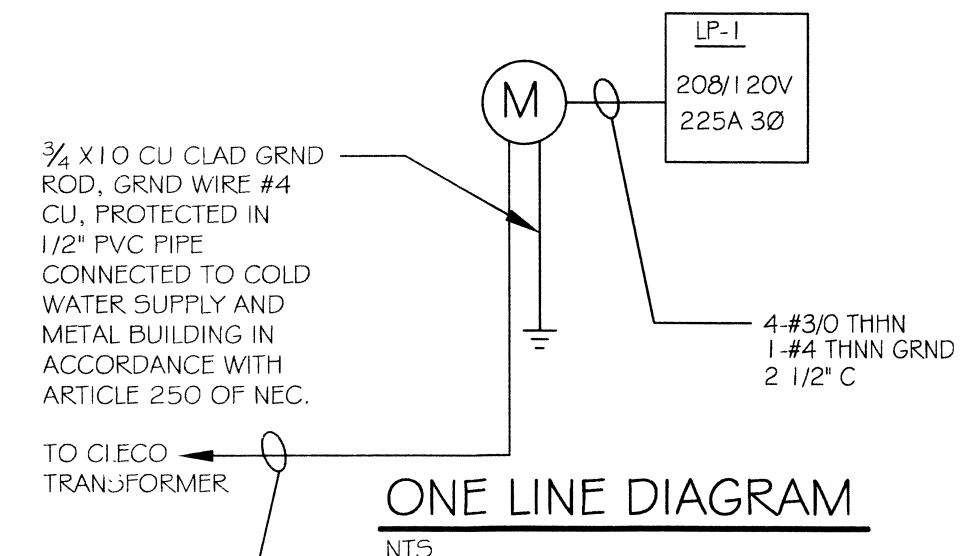 LP-1
208/120V
225A 3Ø
M
3/4 X10 CU CLAD GRND
ROD, GRND WIRE #4
CU, PROTECTED IN
1/2" PVC PIPE
CONNECTED TO COLD
WATER SUPPLY AND
METAL BUILDING IN
ACCORDANCE WITH
ARTICLE 250 OF NEC.
4-#3/0 THHN
1-#4 THNN GRND
2 1/2" C
TO CLECO
TRANSFORMER
ONE LINE DIAGRAM
NTS